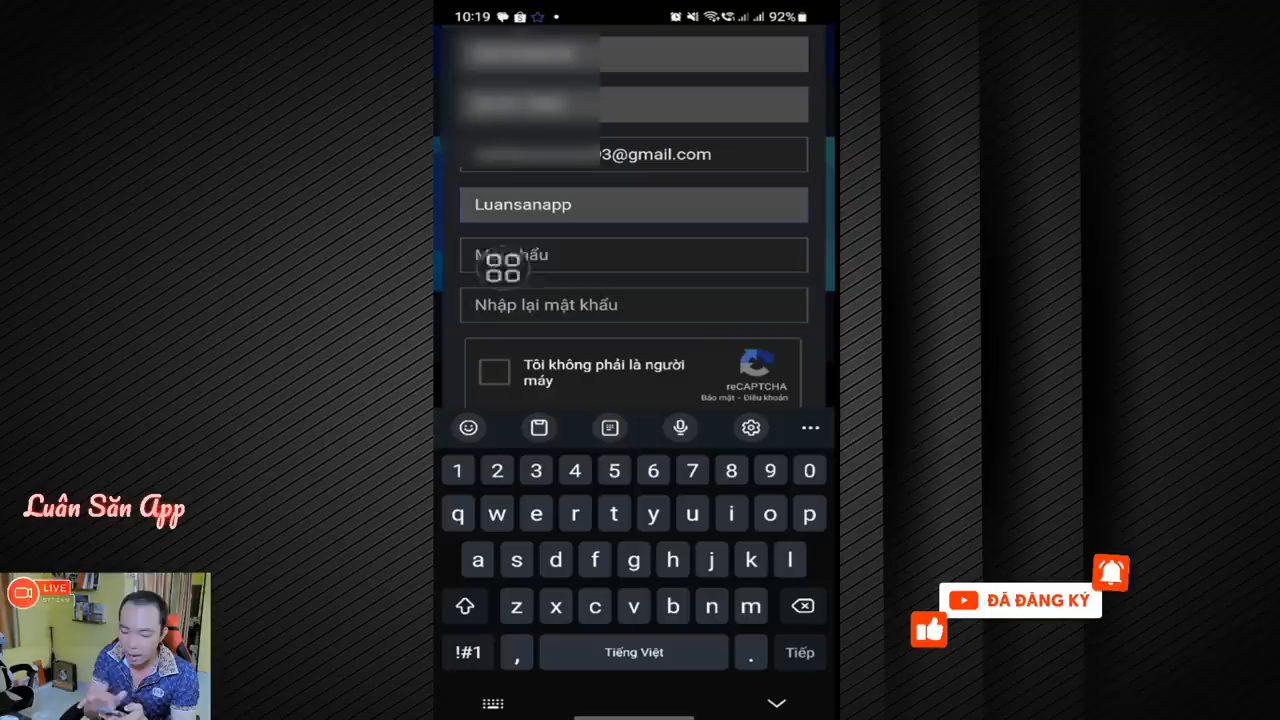 10:19
92%
03@gmail.com
Luansanapp
khẩu
Nhập lại mật khẩu
Tôi không phải là người
máy
reCAPTCHA
Bảo mật - Điều khoản
1 2 3 4 5 6 7 8 9 0
q w e r t y u i o p
a s d f g h j k l
z x c v b n m
!#1 , Tiếng Việt . Tiếp
Luân Săn App
LIVE
ĐÃ ĐĂNG KÝ